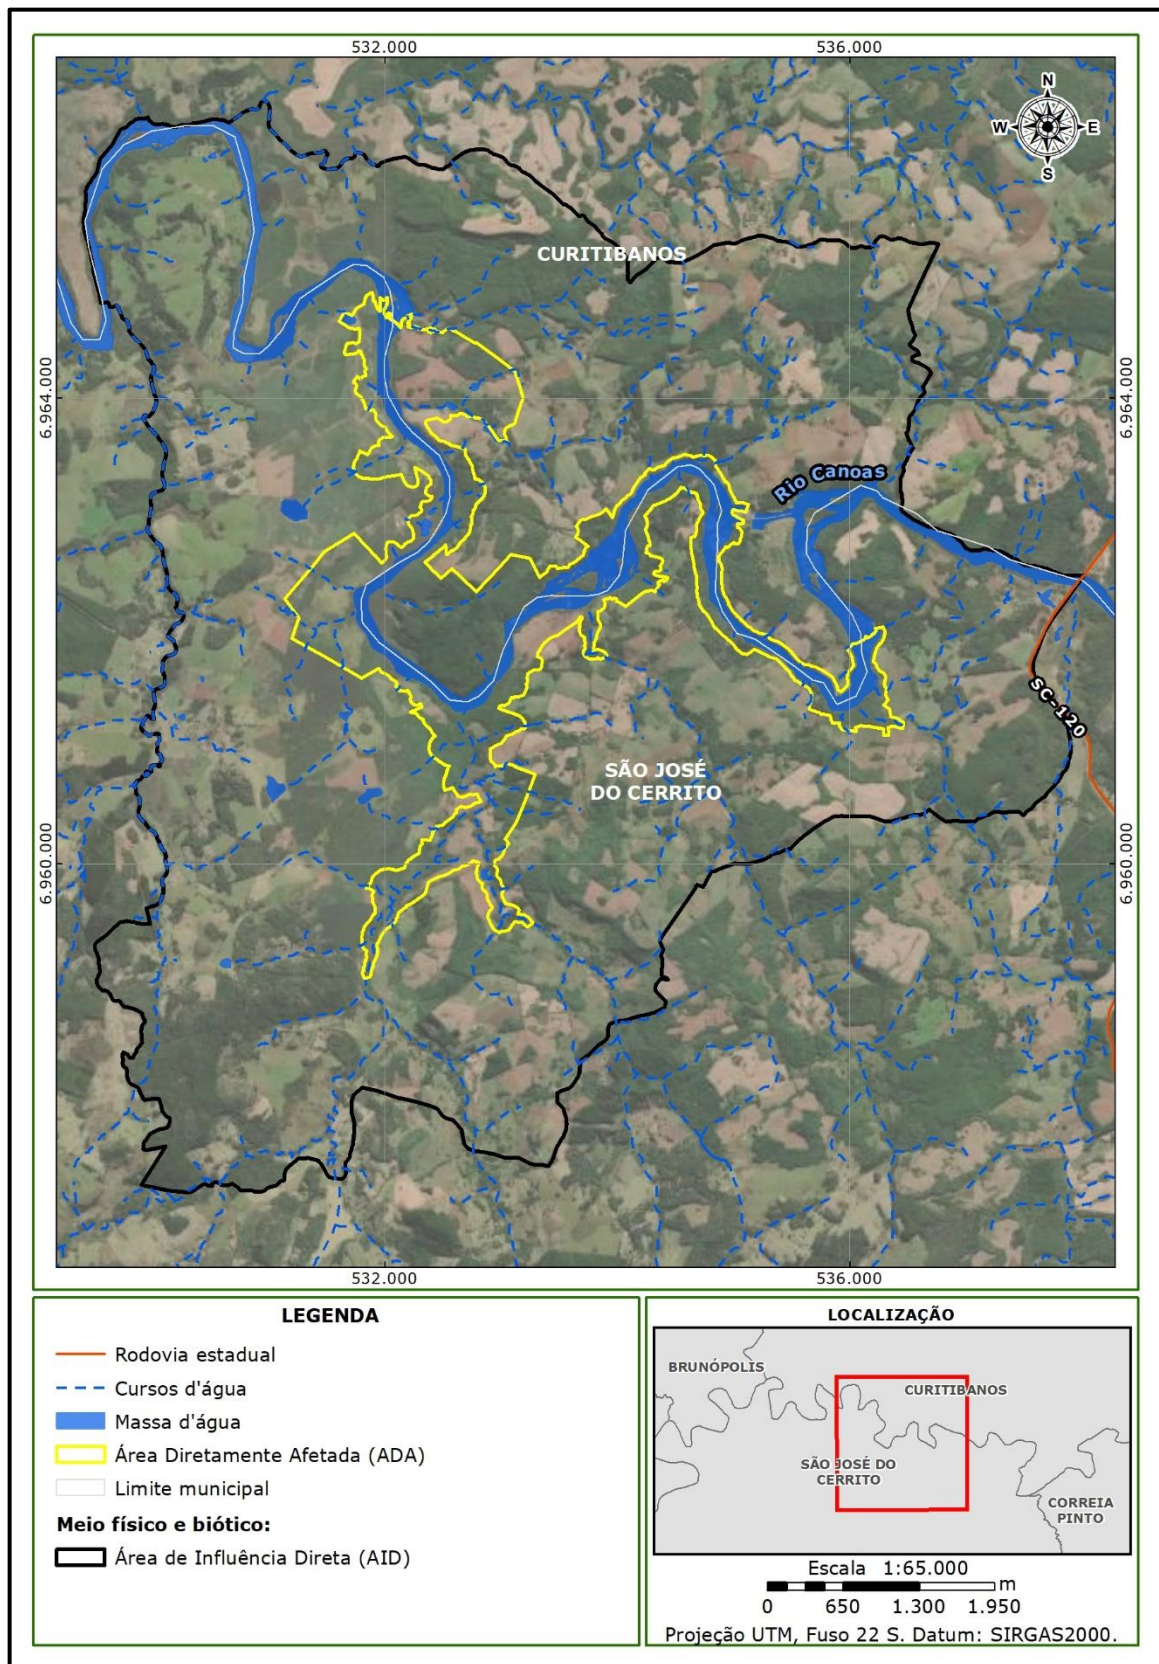 532.000
536.000
N
W
E
S
CURITIBANOS
6.964.000
6.964.000
Rio Canoas
SC-120
SÃO JOSÉ
DO CERRITO
6.960.000
6.960.000
532.000
536.000
LEGENDA
Rodovia estadual
Cursos d'água
Massa d'água
Área Diretamente Afetada (ADA)
Limite municipal
Meio físico e biótico:
Área de Influência Direta (AID)
LOCALIZAÇÃO
BRUNÓPOLIS
CURITIBANOS
SÃO JOSÉ DO
CERRITO
CORREIA
PINTO
Escala 1:65.000
m
0 650 1.300 1.950
Projeção UTM, Fuso 22 S. Datum: SIRGAS2000.